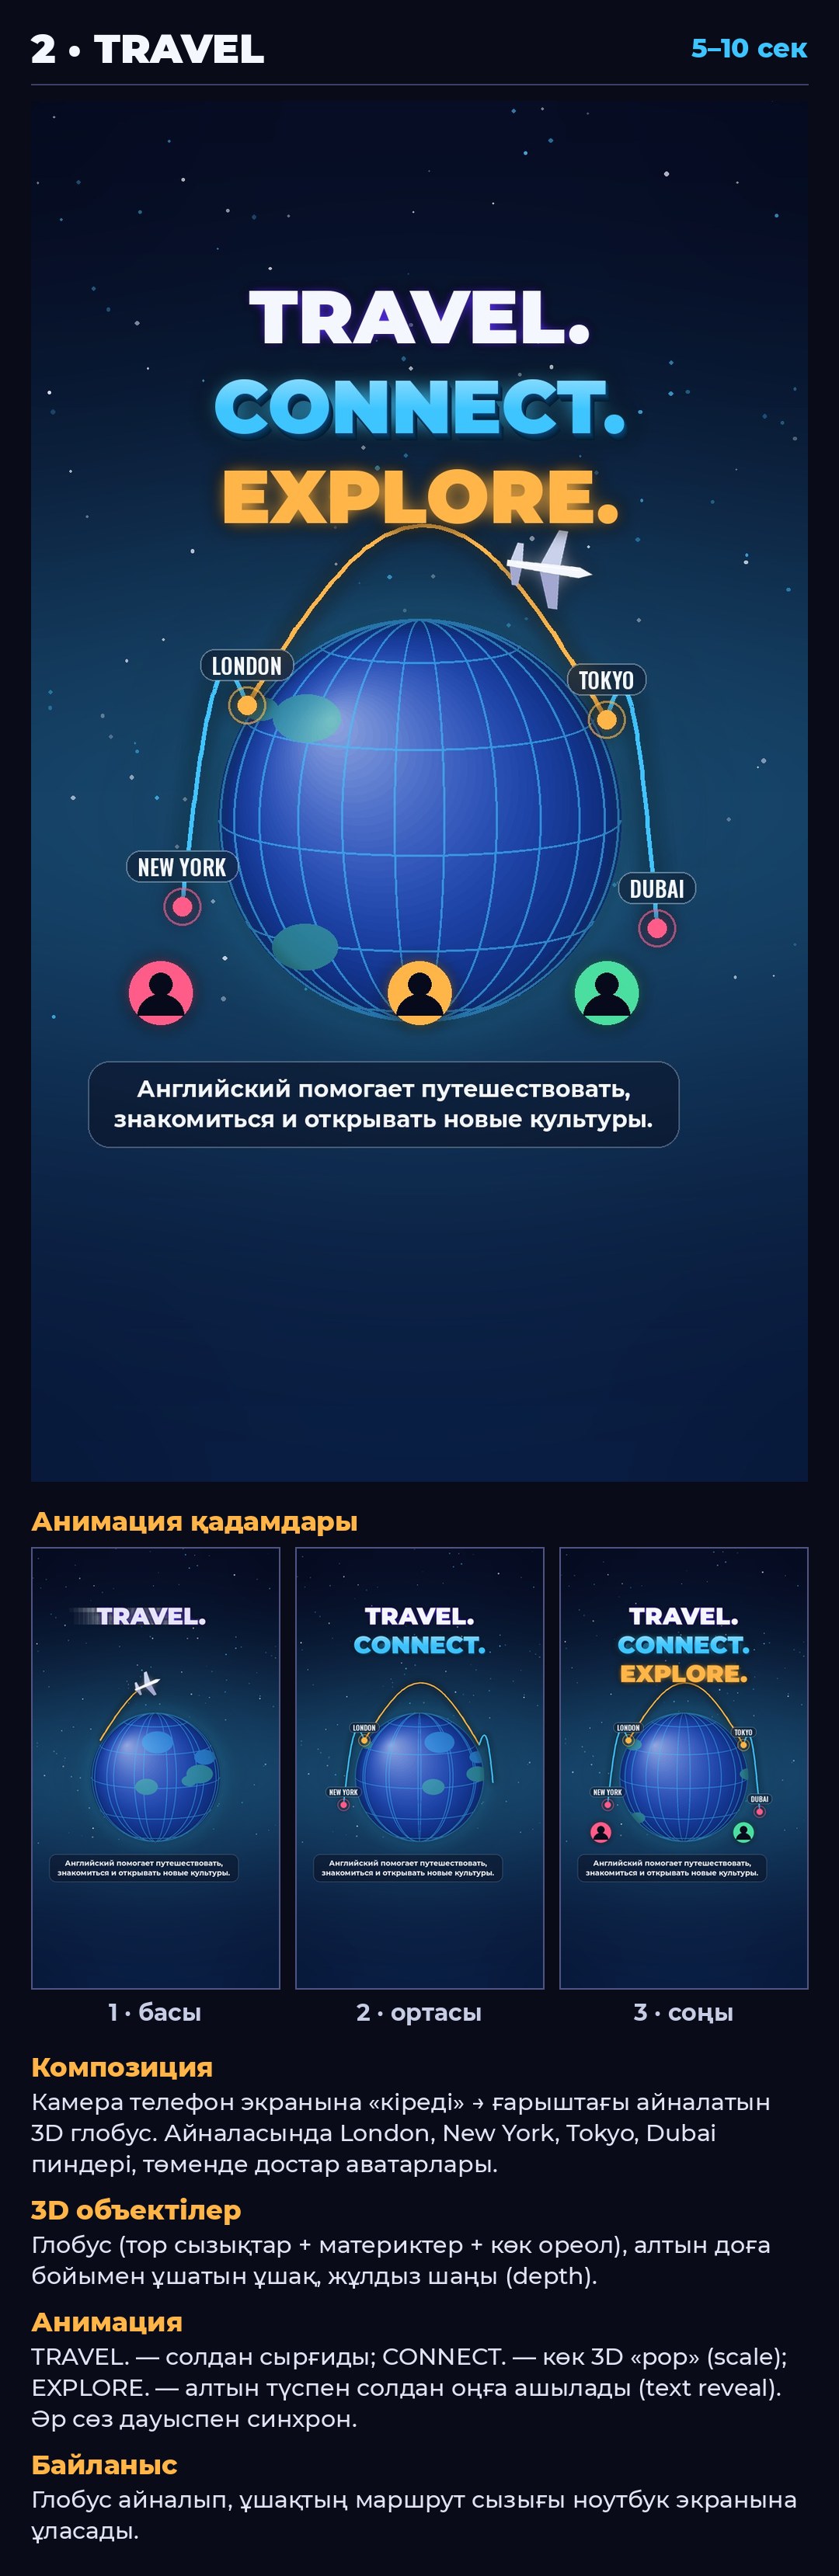 2 · TRAVEL
5–10 сек
TRAVEL.
CONNECT.
EXPLORE.
LONDON
TOKYO
NEW YORK
DUBAI
Английский помогает путешествовать,
знакомиться и открывать новые культуры.
Анимация қадамдары
TRAVEL.
Английский помогает путешествовать,
знакомиться и открывать новые культуры.
1 · басы
TRAVEL.
CONNECT.
LONDON
NEW YORK
Английский помогает путешествовать,
знакомиться и открывать новые культуры.
2 · ортасы
TRAVEL.
CONNECT.
EXPLORE.
LONDON
TOKYO
NEW YORK
DUBAI
Английский помогает путешествовать,
знакомиться и открывать новые культуры.
3 · соңы
Композиция
Камера телефон экранына «кіреді» → ғарыштағы айналатын
3D глобус. Айналасында London, New York, Tokyo, Dubai
пиндері, төменде достар аватарлары.
3D объектілер
Глобус (тор сызықтар + материктер + көк ореол), алтын доға
бойымен ұшатын ұшақ, жұлдыз шаңы (depth).
Анимация
TRAVEL. — солдан сырғиды; CONNECT. — көк 3D «pop» (scale);
EXPLORE. — алтын түспен солдан оңға ашылады (text reveal).
Әр сөз дауыспен синхрон.
Байланыс
Глобус айналып, ұшақтың маршрут сызығы ноутбук экранына
ұласады.